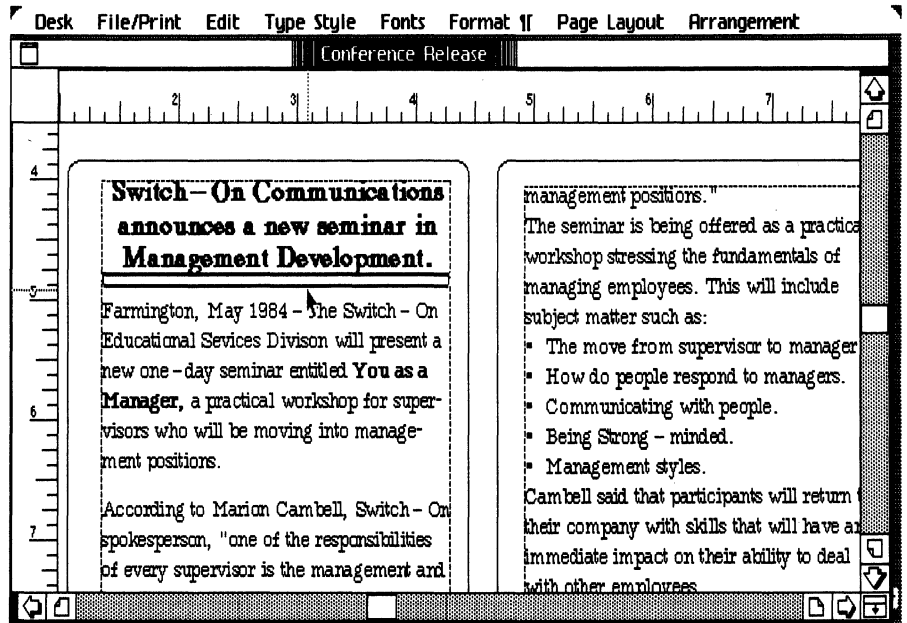 Desk File/Print Edit Type Style Fonts Format ¶ Page Layout Arrangement
Conference Release
2 3 4 5 6 7
4
5
6
7
Switch – On Communications
announces a new seminar in
Management Development.
Farmington, May 1984 – The Switch – On
Educational Sevices Divison will present a
new one – day seminar entitled You as a
Manager, a practical workshop for super-
visors who will be moving into manage-
ment positions.
According to Marion Cambell, Switch – On
spokesperson, "one of the responsibilities
of every supervisor is the management and
management positions."
The seminar is being offered as a practica
workshop stressing the fundamentals of
managing employees. This will include
subject matter such as:
▪ The move from supervisor to manager
▪ How do people respond to managers.
▪ Communicating with people.
▪ Being Strong – minded.
▪ Management styles.
Cambell said that participants will return t
their company with skills that will have an
immediate impact on their ability to deal
with other employees